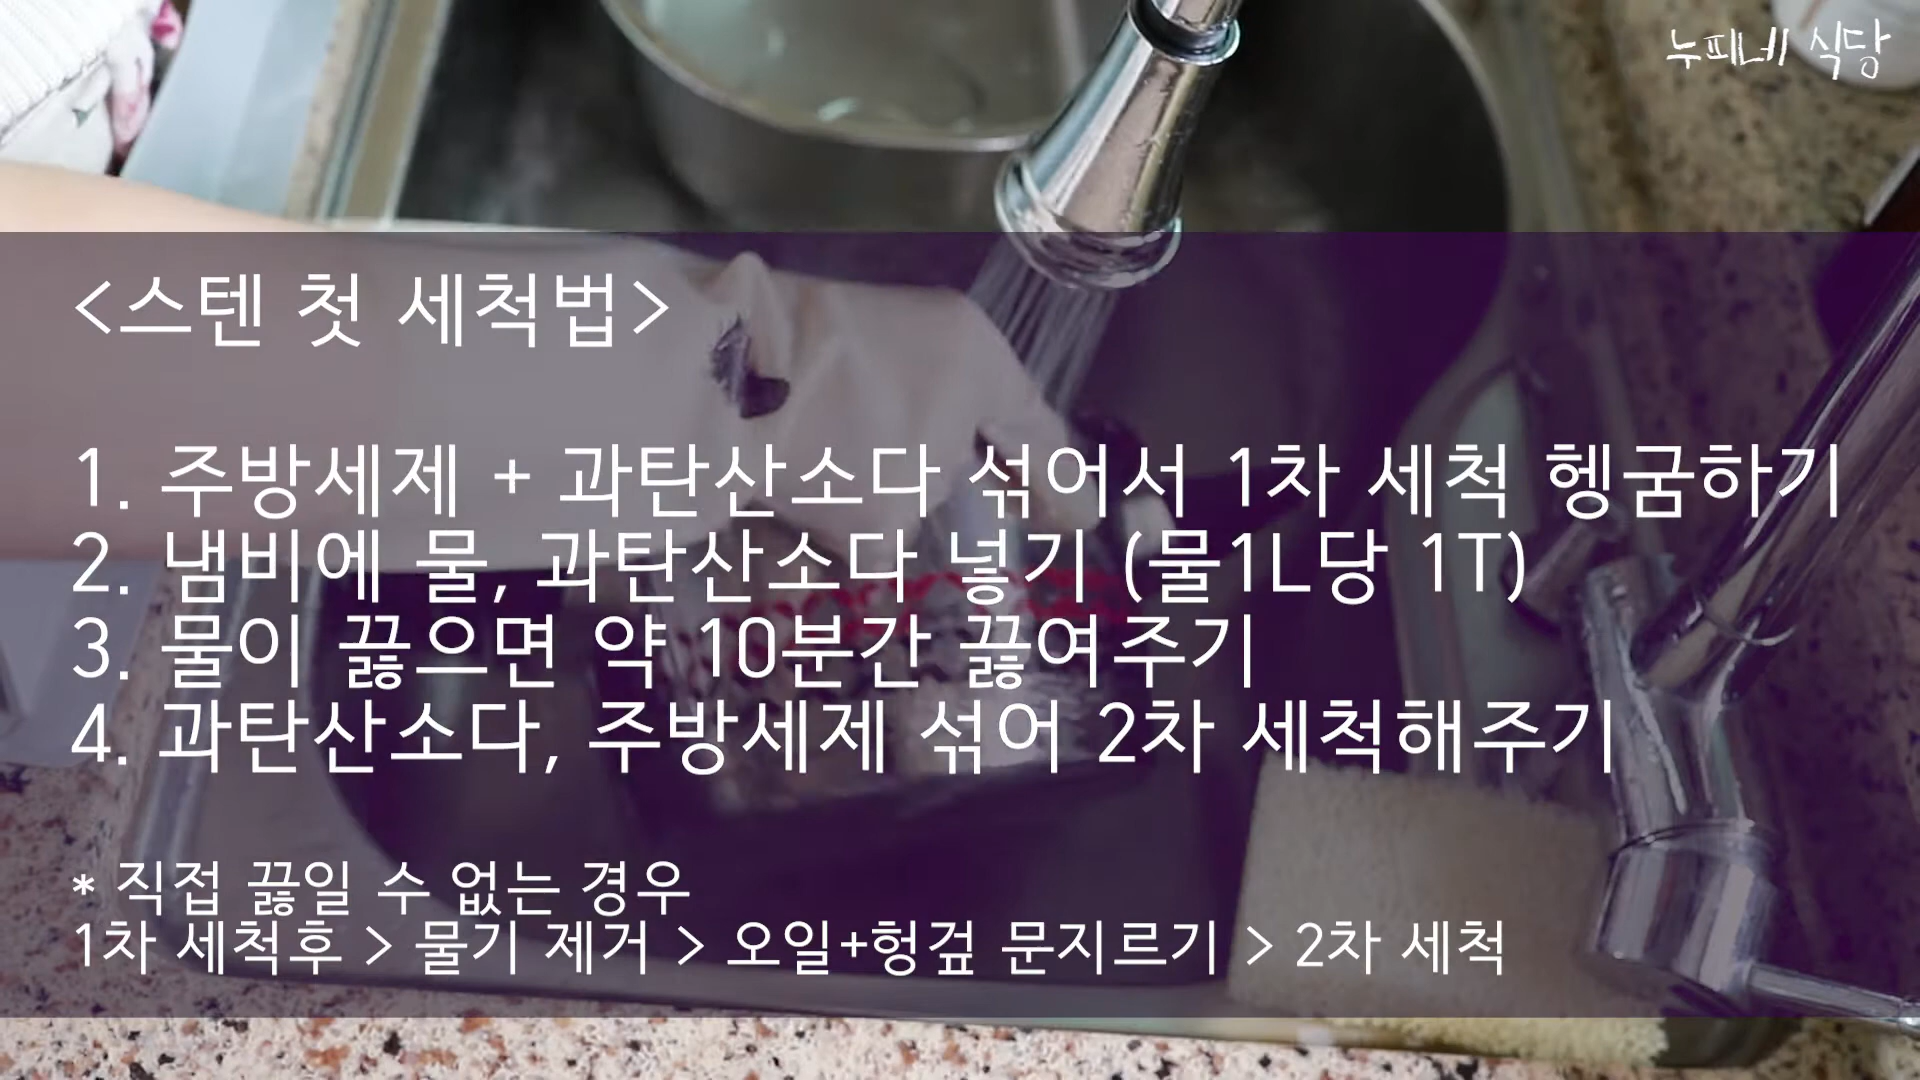 누피네 식당
<스텐 첫 세척법>
1. 주방세제 + 과탄산소다 섞어서 1차 세척 헹굼하기
2. 냄비에 물, 과탄산소다 넣기 (물1L당 1T)
3. 물이 끓으면 약 10분간 끓여주기
4. 과탄산소다, 주방세제 섞어 2차 세척해주기
* 직접 끓일 수 없는 경우
1차 세척후 > 물기 제거 > 오일+헝겊 문지르기 > 2차 세척